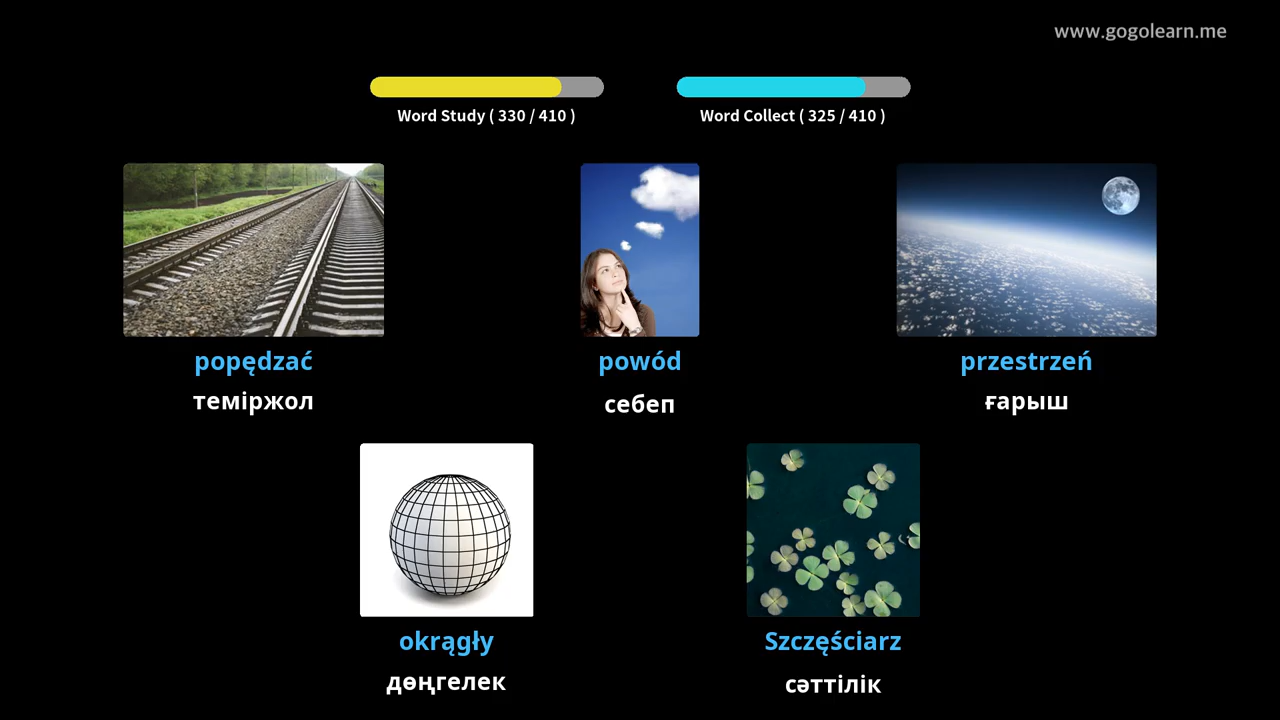 www.gogolearn.me
Word Study ( 330 / 410 )
Word Collect ( 325 / 410 )
popędzać
теміржол
powód
себеп
przestrzeń
ғарыш
okrągły
дөңгелек
Szczęściarz
сәттілік